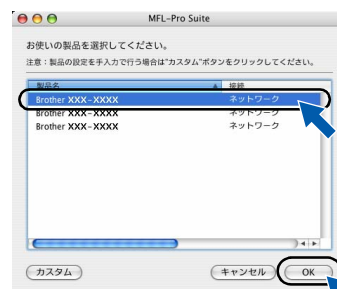 MFL-Pro Suite
お使いの製品を選択してください。
注意：製品の設定を手入力で行う場合は"カスタム"ボタンをクリックしてください。
製品名 接続
Brother XXX-XXXX ネットワーク
Brother XXX-XXXX ネットワーク
Brother XXX-XXXX ネットワーク
カスタム キャンセル OK